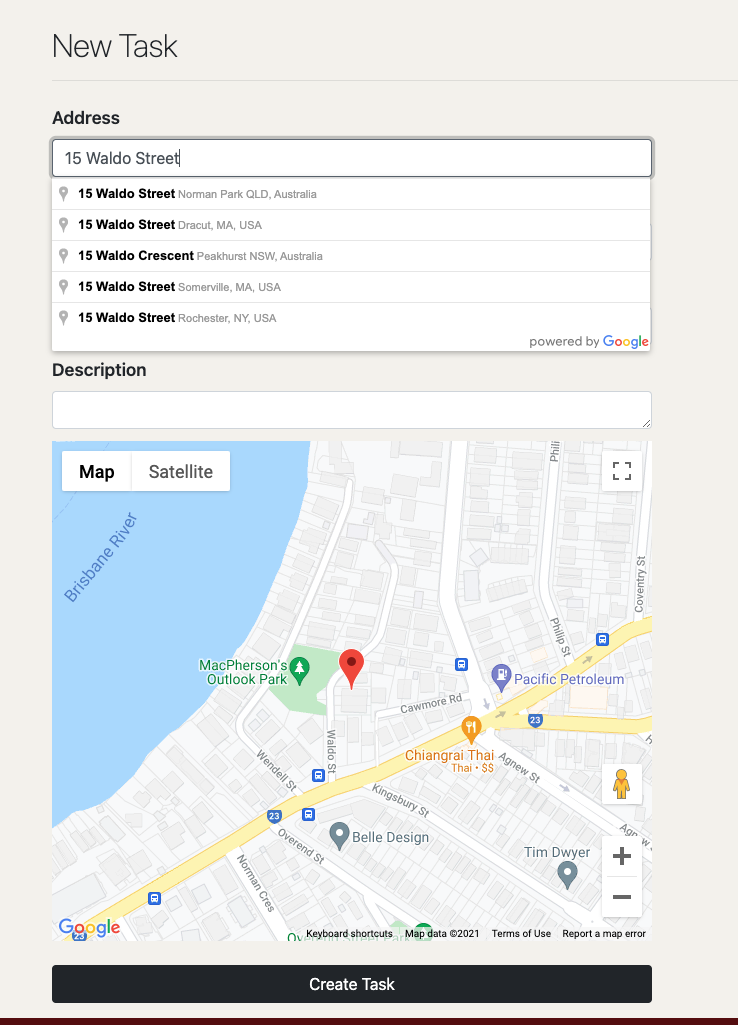 New Task
Address
15 Waldo Street
15 Waldo Street Norman Park QLD, Australia
15 Waldo Street Dracut, MA, USA
15 Waldo Crescent Peakhurst NSW, Australia
15 Waldo Street Somerville, MA, USA
15 Waldo Street Rochester, NY, USA
powered by Google
Description
Map Satellite
Brisbane River
Coventry St
Phillip St
MacPherson's
Outlook Park
Pacific Petroleum
Cawmore Rd
23
Waldo St
Chiangrai Thai
Thai • $$
Wendell St
Agnew St
Kingsbury St
23
Belle Design
Overend St
Tim Dwyer
Norman Cres
Google
23
Keyboard shortcuts Map data ©2021 Terms of Use Report a map error
Create Task